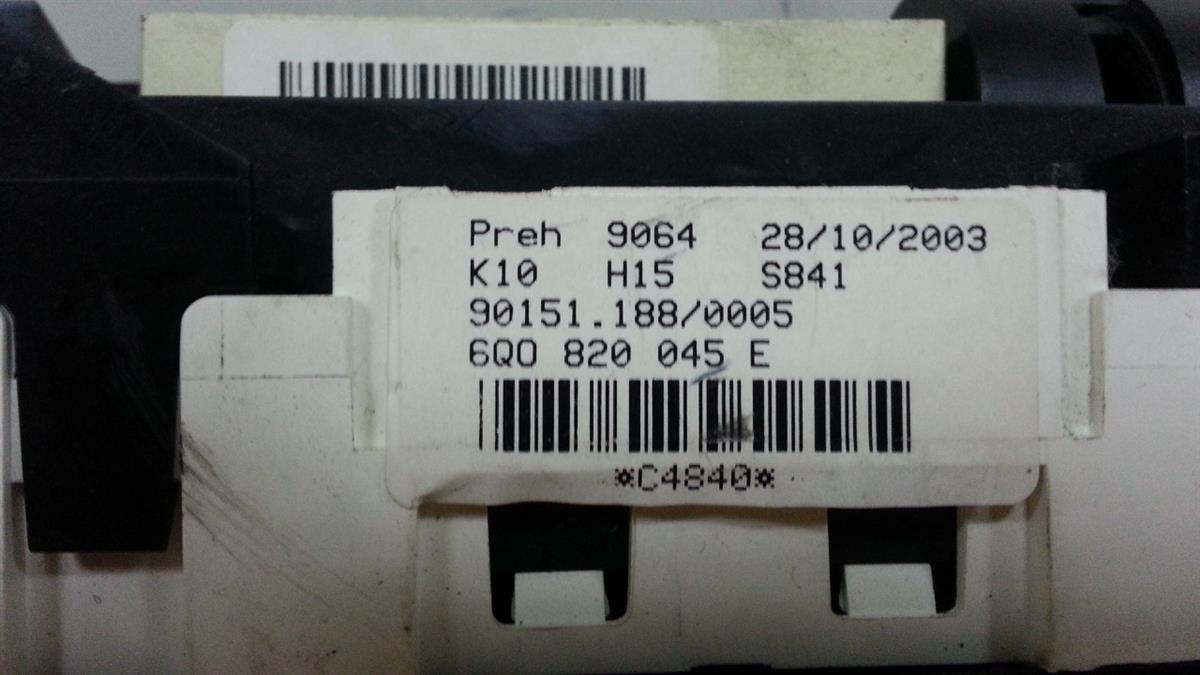 Preh 9064 28/10/2003
K10 H15 S841
90151.188/0005
6Q0 820 045 E
*C4840*